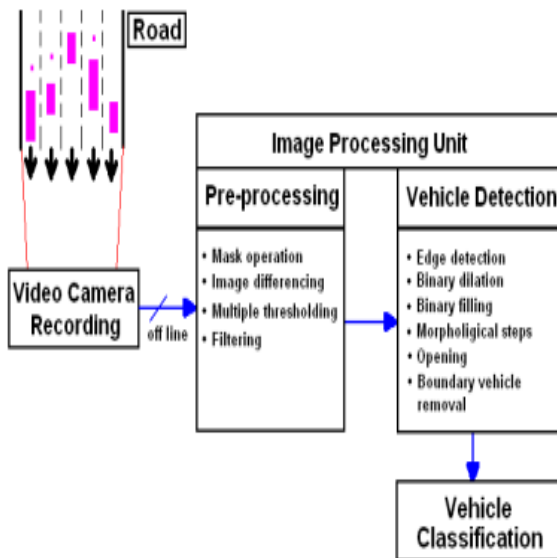 Road
Image Processing Unit
Pre-processing
• Mask operation
• Image differencing
• Multiple thresholding
• Filtering
Vehicle Detection
• Edge detection
• Binary dilation
• Binary filling
• Morphological steps
• Opening
• Boundary vehicle
removal
Video Camera
Recording
off line
Vehicle
Classification